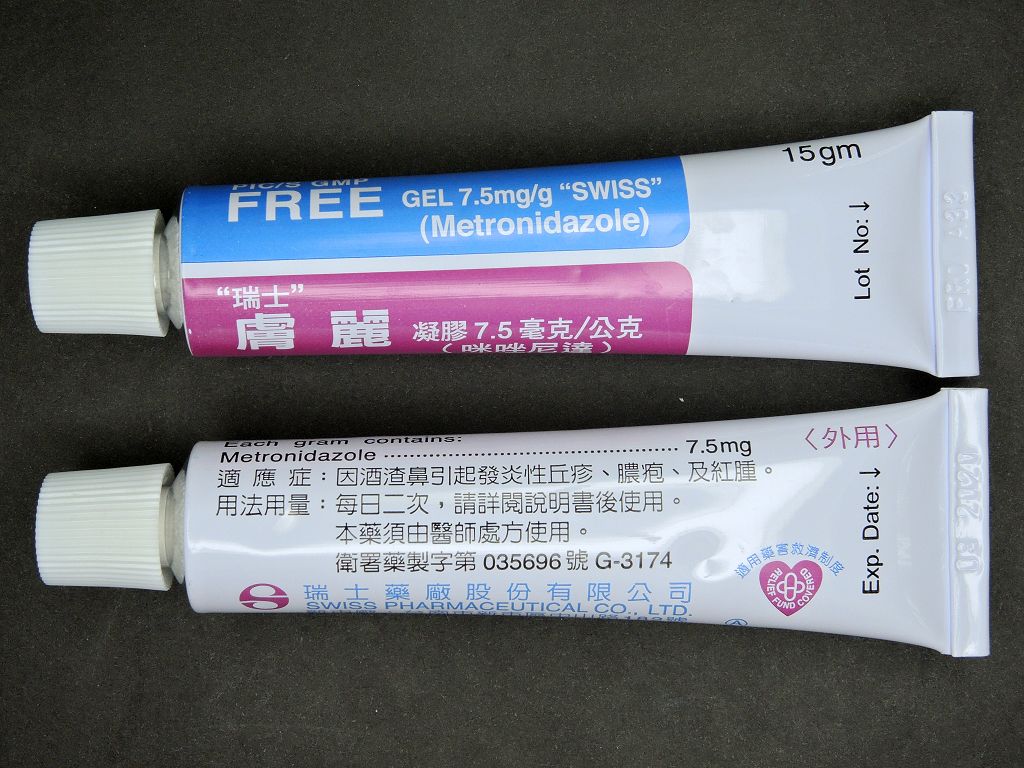 PIC/S GMP
FREE GEL 7.5mg/g “SWISS”
(Metronidazole)
“瑞士”
膚麗 凝膠 7.5 毫克/公克
（咪唑尼達）
15gm
Lot No:↓
Each gram contains:
Metronidazole ........................................ 7.5mg
適應症：因酒渣鼻引起發炎性丘疹、膿疱、及紅腫。
用法用量：每日二次，請詳閱說明書後使用。
本藥須由醫師處方使用。
衛署藥製字第 035696 號 G-3174
S
瑞士藥廠股份有限公司
SWISS PHARMACEUTICAL CO., LTD.
〈外用〉
適用藥害救濟制度
RELIEF FUND COVERED
Exp. Date:↓
A